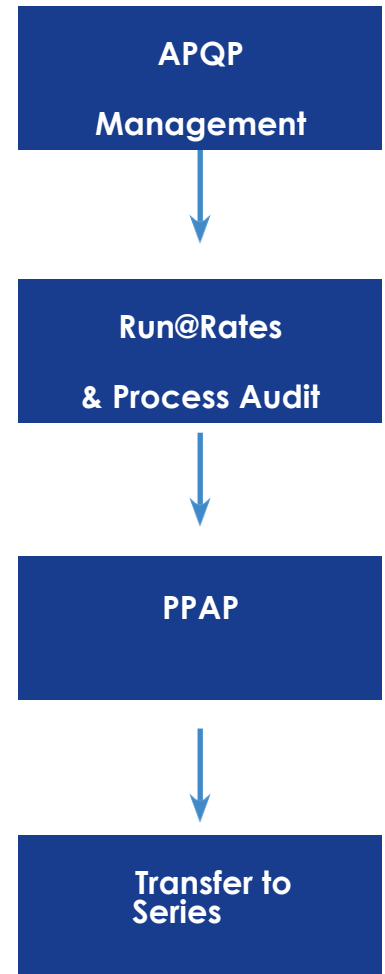 APQP
Management
Run@Rates
& Process Audit
PPAP
Transfer to
Series